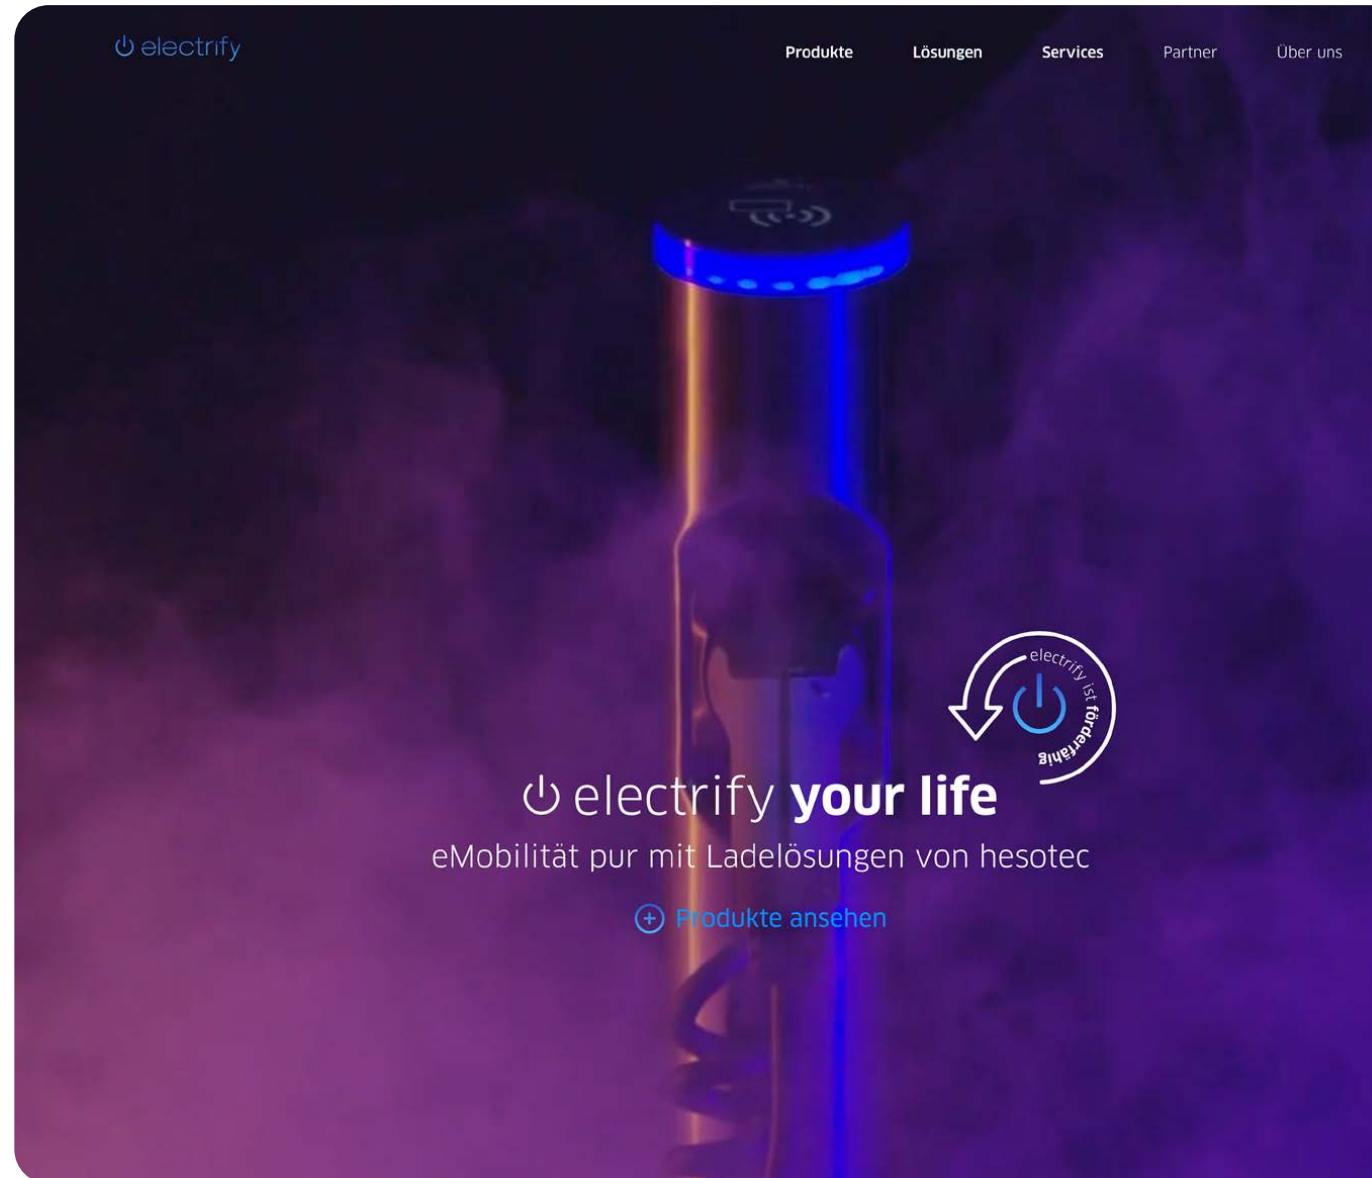 electrify
Produkte Lösungen Services Partner Über uns
electrify ist förderfähig
electrify your life
eMobilität pur mit Ladelösungen von hesotec
Produkte ansehen